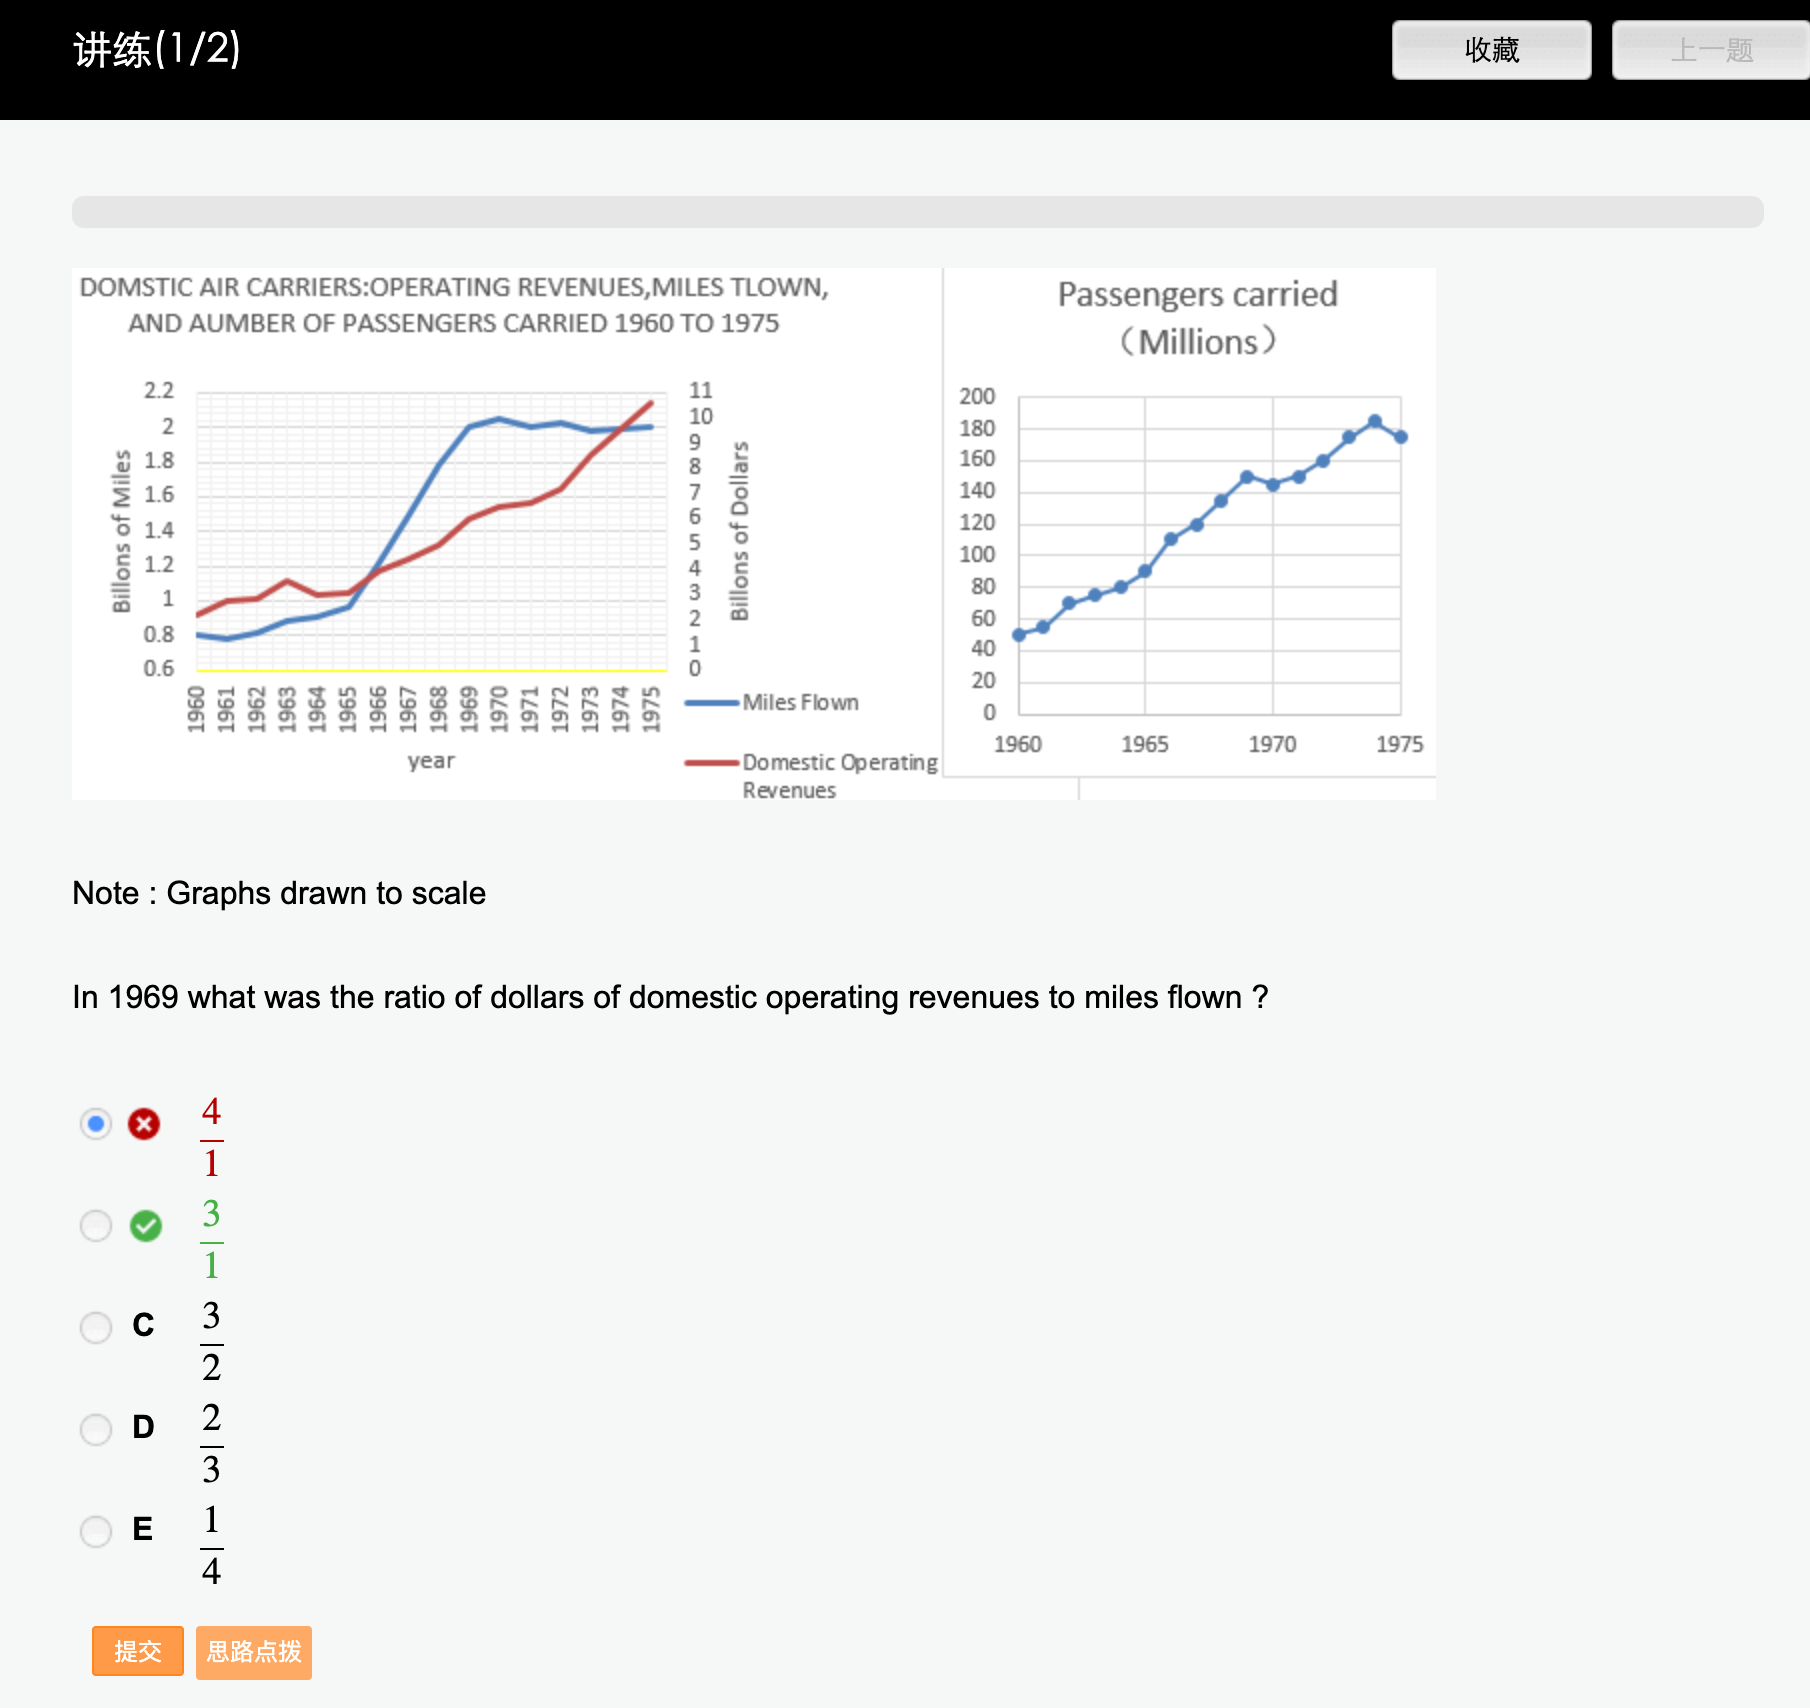 讲练(1/2)
收藏
上一题
DOMSTIC AIR CARRIERS:OPERATING REVENUES,MILES TLOWN,
AND AUMBER OF PASSENGERS CARRIED 1960 TO 1975
Billons of Miles
2.2
2
1.8
1.6
1.4
1.2
1
0.8
0.6
11
10
9
8
7
6
5
4
3
2
1
0
Billons of Dollars
1960 1961 1962 1963 1964 1965 1966 1967 1968 1969 1970 1971 1972 1973 1974 1975
year
Miles Flown
Domestic Operating
Revenues
Passengers carried
（Millions）
200
180
160
140
120
100
80
60
40
20
0
1960 1965 1970 1975
Note : Graphs drawn to scale
In 1969 what was the ratio of dollars of domestic operating revenues to miles flown ?
4
1
3
1
C
3
2
D
2
3
E
1
4
提交
思路点拨